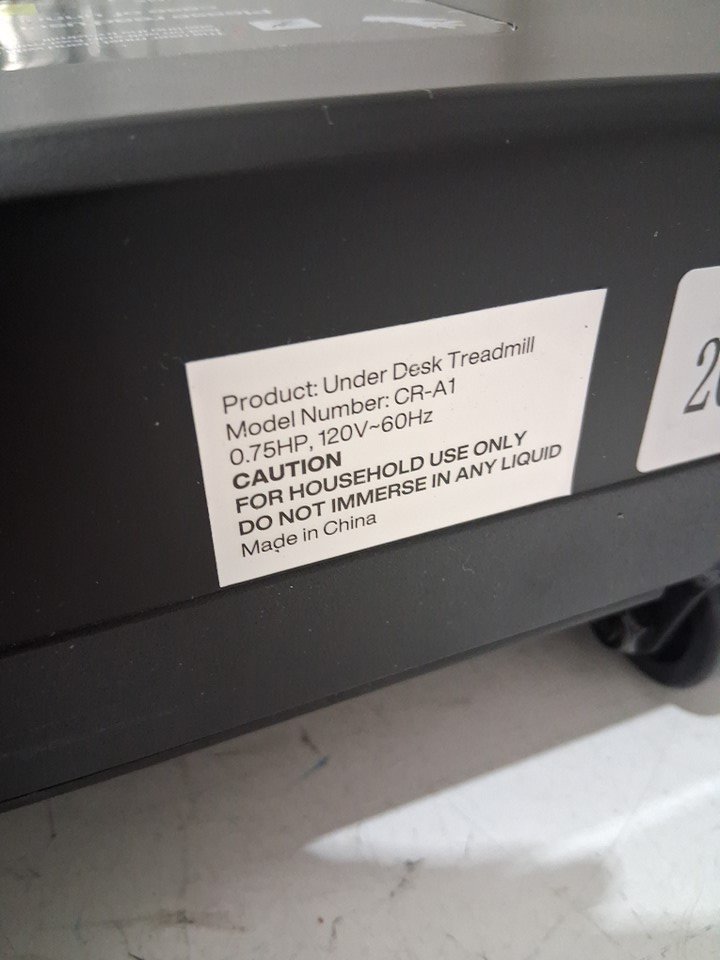 Product: Under Desk Treadmill
Model Number: CR-A1
0.75HP, 120V~60Hz
CAUTION
FOR HOUSEHOLD USE ONLY
DO NOT IMMERSE IN ANY LIQUID
Made in China